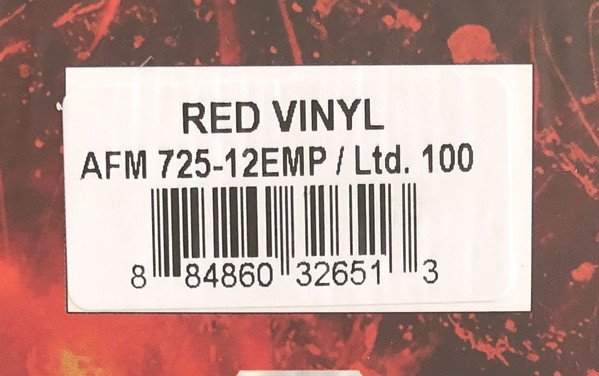 RED VINYL
AFM 725-12EMP / Ltd. 100
8 84860 32651 3